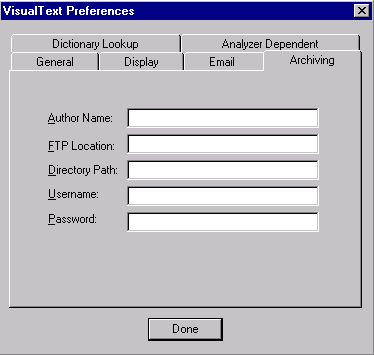 VisualText Preferences
Dictionary Lookup Analyzer Dependent
General Display Email Archiving
Author Name:
FTP Location:
Directory Path:
Username:
Password:
Done